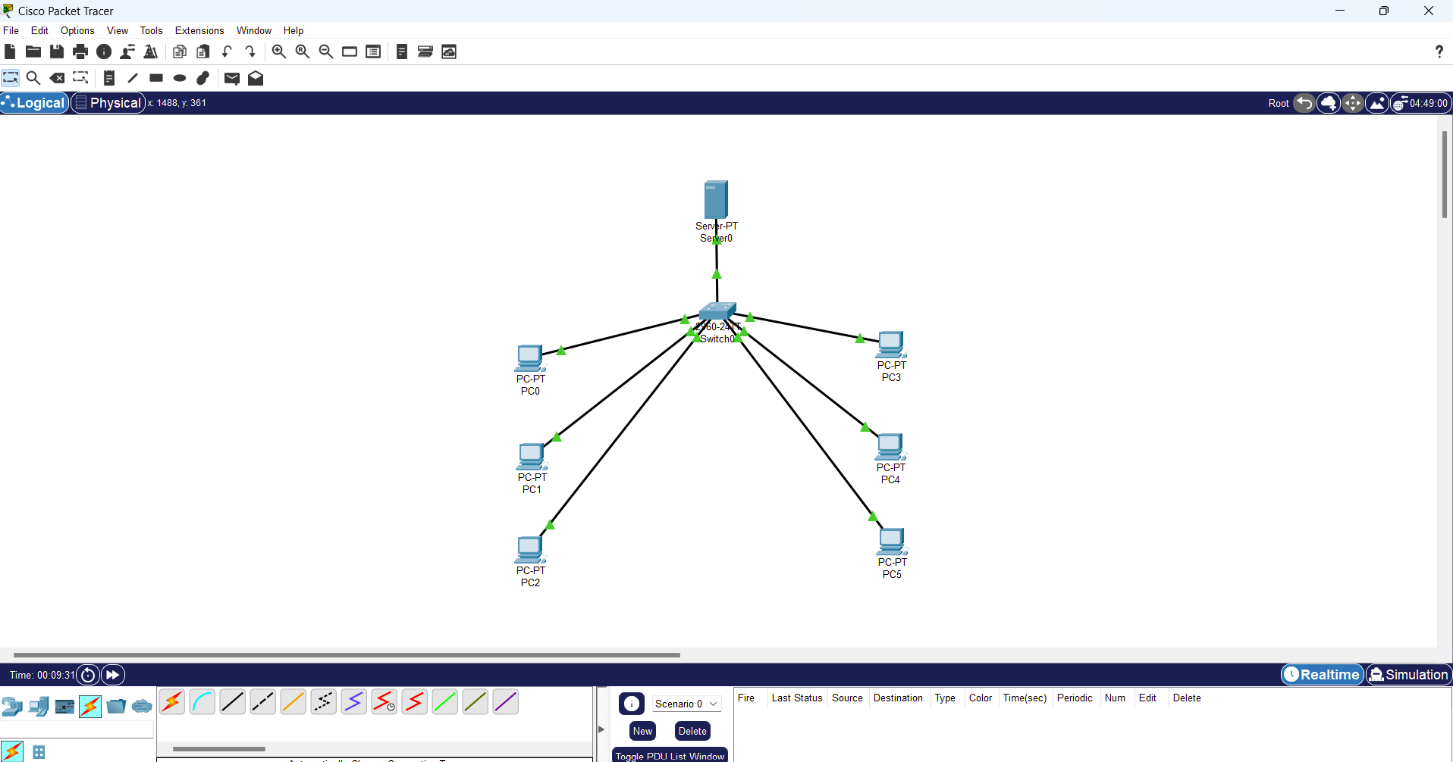 Cisco Packet Tracer
File Edit Options View Tools Extensions Window Help
?
Logical Physical x: 1488, y: 361 Root 04:49:00
Server-PT
Server0
2960-24TT
Switch0
PC-PT
PC3
PC-PT
PC0
PC-PT
PC4
PC-PT
PC1
PC-PT
PC5
PC-PT
PC2
Time: 00:09:31 Realtime Simulation
Scenario 0
New Delete
Toggle PDU List Window
Fire Last Status Source Destination Type Color Time(sec) Periodic Num Edit Delete